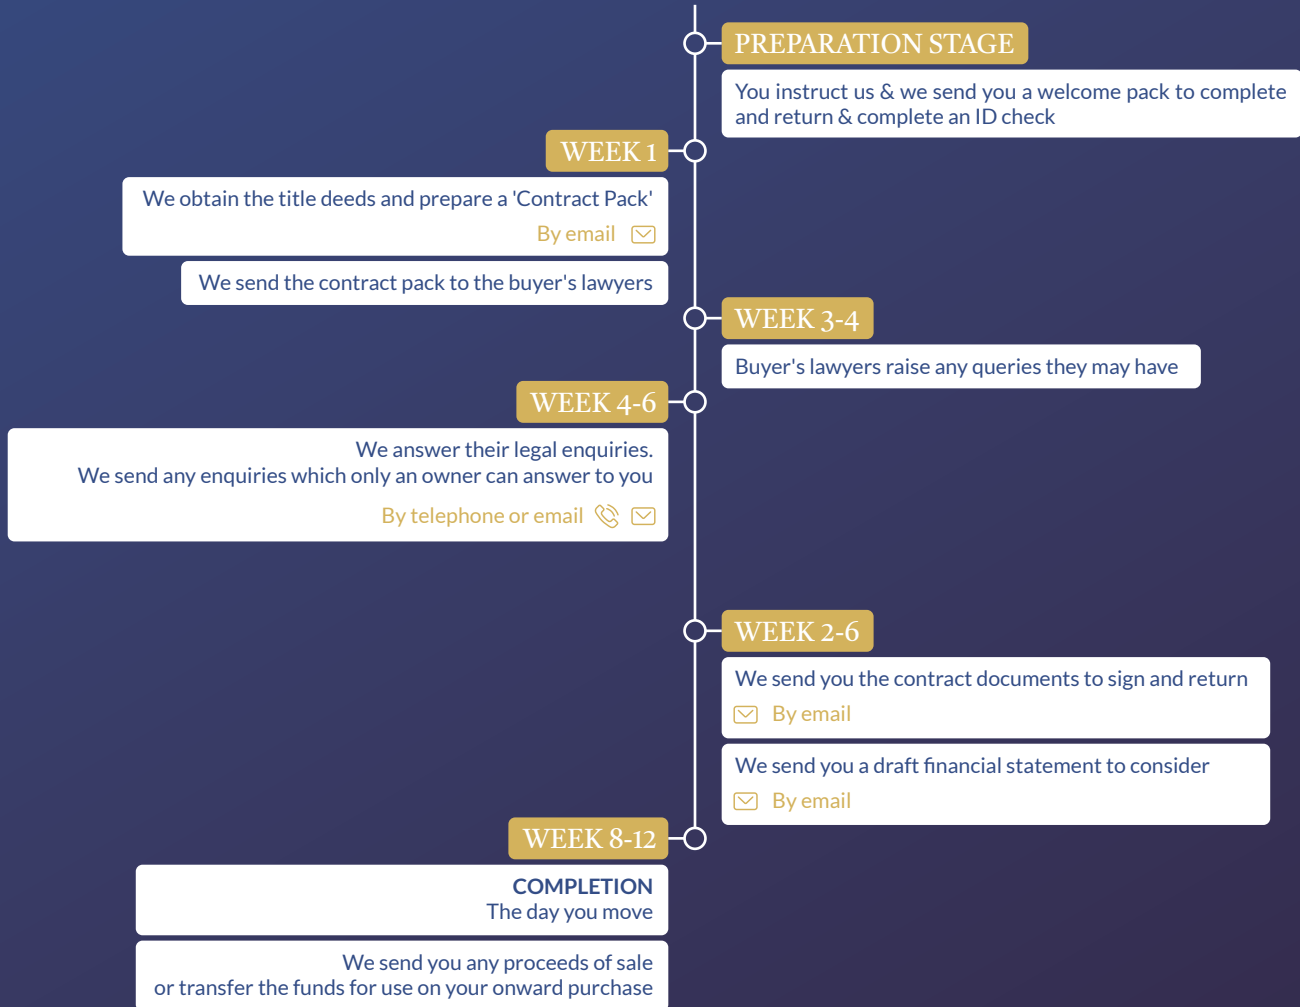 PREPARATION STAGE
You instruct us & we send you a welcome pack to complete
and return & complete an ID check
WEEK 1
We obtain the title deeds and prepare a 'Contract Pack'
By email
We send the contract pack to the buyer's lawyers
WEEK 3-4
Buyer's lawyers raise any queries they may have
WEEK 4-6
We answer their legal enquiries.
We send any enquiries which only an owner can answer to you
By telephone or email
WEEK 2-6
We send you the contract documents to sign and return
By email
We send you a draft financial statement to consider
By email
WEEK 8-12
COMPLETION
The day you move
We send you any proceeds of sale
or transfer the funds for use on your onward purchase